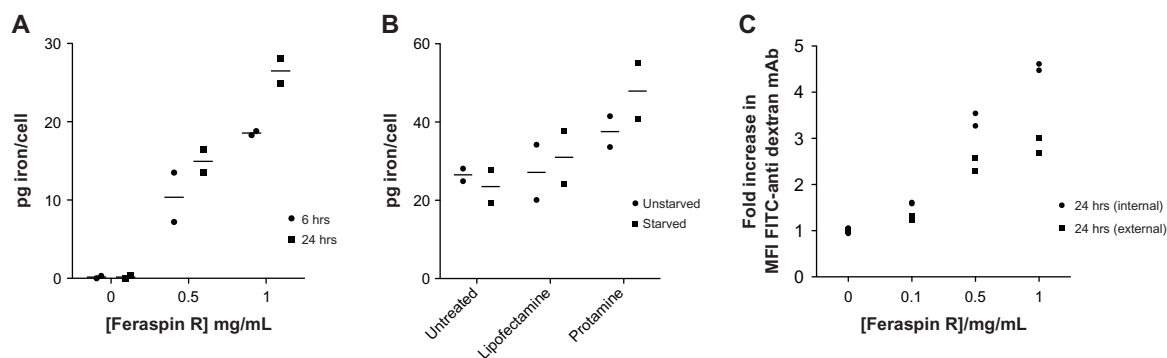 A
pg iron/cell
30
20
10
0
0
0.5
1
[Feraspin R] mg/mL
6 hrs
24 hrs
B
pg iron/cell
60
40
20
0
Untreated
Lipofectamine
Protamine
Unstarved
Starved
C
Fold increase in
MFI FITC-anti dextran mAb
5
4
3
2
1
0
0
0.1
0.5
1
[Feraspin R]/mg/mL
24 hrs (internal)
24 hrs (external)